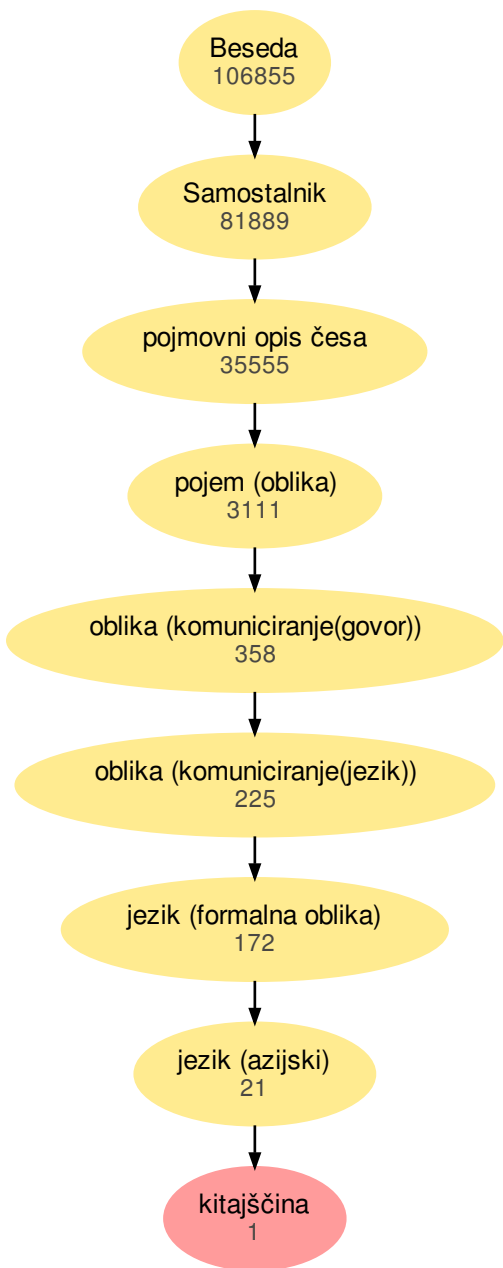 Beseda
106855
Samostalnik
81889
pojmovni opis česa
35555
pojem (oblika)
3111
oblika (komuniciranje(govor))
358
oblika (komuniciranje(jezik))
225
jezik (formalna oblika)
172
jezik (azijski)
21
kitajščina
1